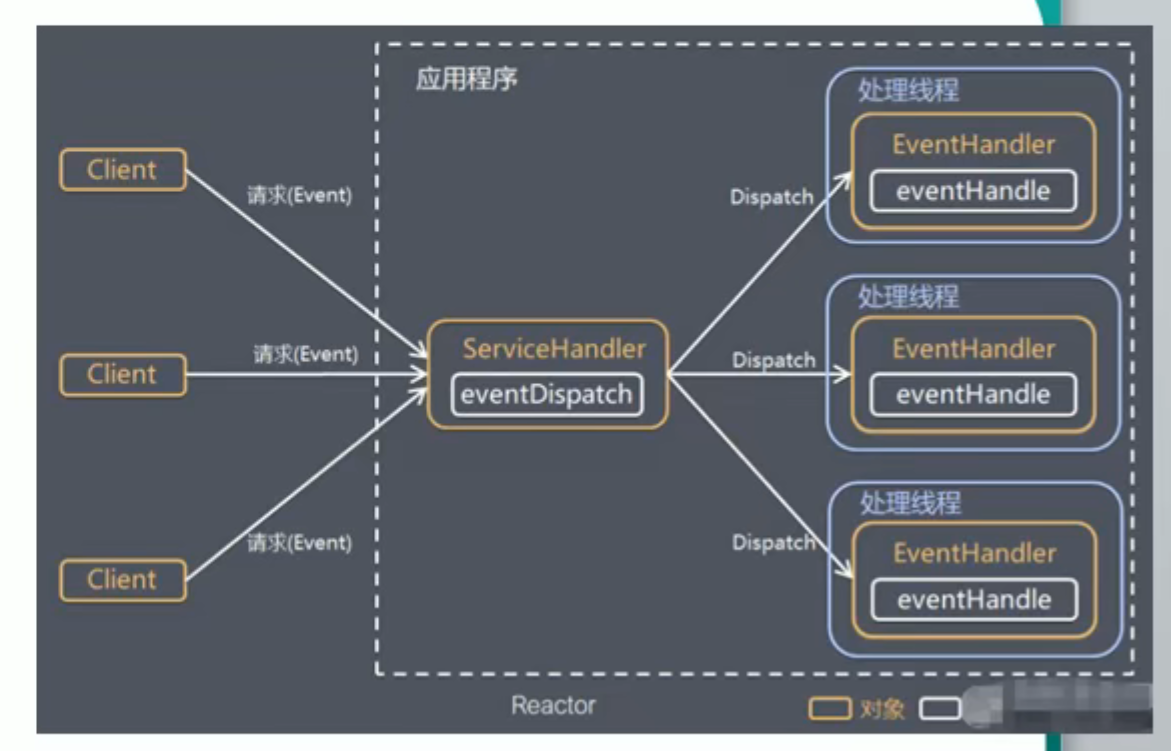 应用程序
处理线程
EventHandler
eventHandle
Client
请求(Event)
Dispatch
处理线程
EventHandler
eventHandle
Client
请求(Event)
ServiceHandler
eventDispatch
Dispatch
处理线程
EventHandler
eventHandle
Client
请求(Event)
Dispatch
Reactor
对象